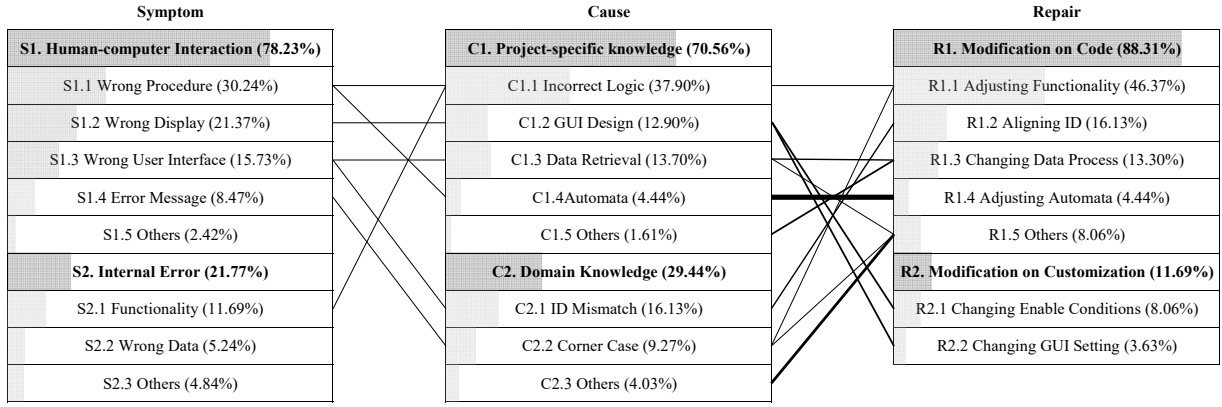 Symptom
S1. Human-computer Interaction (78.23%)
S1.1 Wrong Procedure (30.24%)
S1.2 Wrong Display (21.37%)
S1.3 Wrong User Interface (15.73%)
S1.4 Error Message (8.47%)
S1.5 Others (2.42%)
S2. Internal Error (21.77%)
S2.1 Functionality (11.69%)
S2.2 Wrong Data (5.24%)
S2.3 Others (4.84%)
Cause
C1. Project-specific knowledge (70.56%)
C1.1 Incorrect Logic (37.90%)
C1.2 GUI Design (12.90%)
C1.3 Data Retrieval (13.70%)
C1.4Automata (4.44%)
C1.5 Others (1.61%)
C2. Domain Knowledge (29.44%)
C2.1 ID Mismatch (16.13%)
C2.2 Corner Case (9.27%)
C2.3 Others (4.03%)
Repair
R1. Modification on Code (88.31%)
R1.1 Adjusting Functionality (46.37%)
R1.2 Aligning ID (16.13%)
R1.3 Changing Data Process (13.30%)
R1.4 Adjusting Automata (4.44%)
R1.5 Others (8.06%)
R2. Modification on Customization (11.69%)
R2.1 Changing Enable Conditions (8.06%)
R2.2 Changing GUI Setting (3.63%)